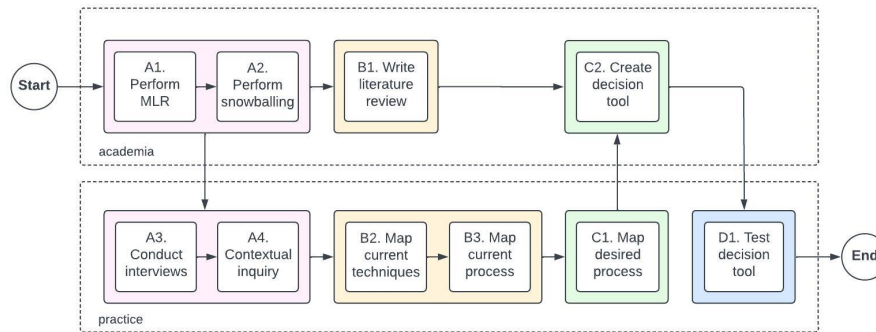 Start
A1.
Perform
MLR
A2.
Perform
snowballing
B1. Write
literature
review
C2. Create
decision
tool
academia
A3.
Conduct
interviews
A4.
Contextual
inquiry
B2. Map
current
techniques
B3. Map
current
process
C1. Map
desired
process
D1. Test
decision
tool
End
practice